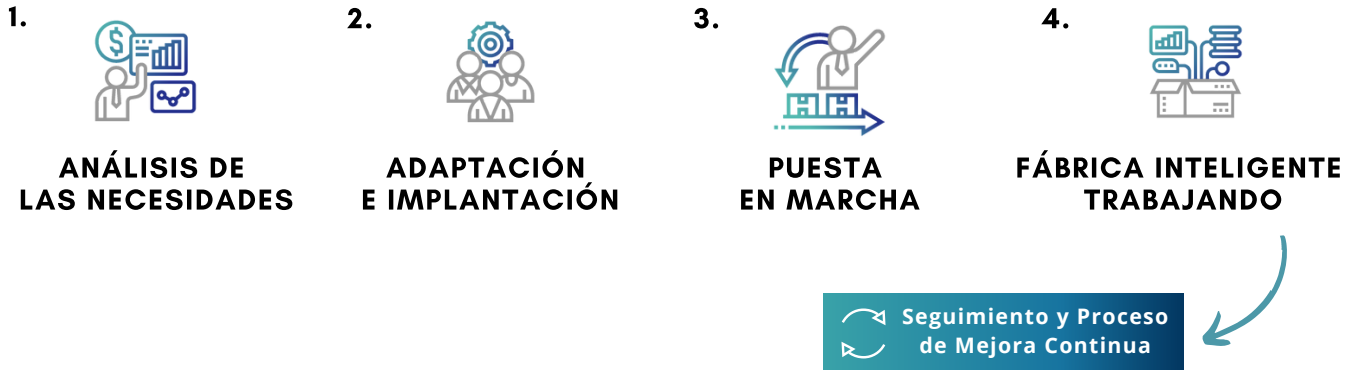 1.
ANÁLISIS DE
LAS NECESIDADES
2.
ADAPTACIÓN
E IMPLANTACIÓN
3.
PUESTA
EN MARCHA
4.
FÁBRICA INTELIGENTE
TRABAJANDO
Seguimiento y Proceso
de Mejora Continua